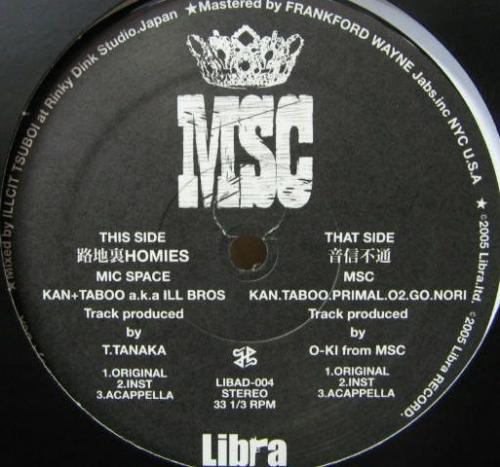 ★Mixed by ILLCIT TSUBOI at Rinky Dink Studio.Japan ★Mastered by FRANKFORD WAYNE Jabs.inc NYC U.S.A ★ ©2005 Libra.ltd. ©2005 Libra RECORD.
MSC
THIS SIDE
路地裏HOMIES
MIC SPACE
KAN+TABOO a.k.a ILL BROS
Track produced
by
T.TANAKA
1.ORIGINAL
2.INST
3.ACAPPELLA
THAT SIDE
音信不通
MSC
KAN.TABOO.PRIMAL.O2.GO.NORI
Track produced
by
O-KI from MSC
1.ORIGINAL
2.INST
3.ACAPPELLA
LIBAD-004
STEREO
33 1/3 RPM
Libra